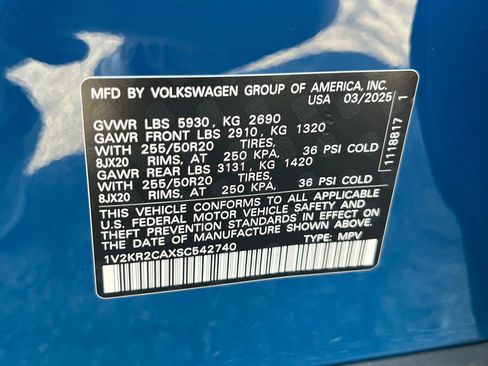 MFD BY VOLKSWAGEN GROUP OF AMERICA, INC.
USA 03/2025
GVWR LBS 5930, KG 2690
GAWR FRONT LBS 2910, KG 1320
WITH 255/50R20 TIRES,
8JX20 RIMS, AT 250 KPA, 36 PSI COLD
GAWR REAR LBS 3131, KG 1420
WITH 255/50R20 TIRES,
8JX20 RIMS, AT 250 KPA, 36 PSI COLD
THIS VEHICLE CONFORMS TO ALL APPLICABLE
U.S. FEDERAL MOTOR VEHICLE SAFETY AND
THEFT PREVENTION STANDARDS IN EFFECT ON
THE DATE OF MANUFACTURE SHOWN ABOVE.
1V2KR2CAXSC542740 TYPE: MPV
1118817 1